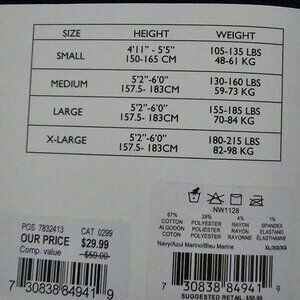 SIZE HEIGHT WEIGHT
SMALL 4'11" - 5'5" 105-135 LBS
150-165 CM 48-61 KG
MEDIUM 5'2"-6'0" 130-160 LBS
157.5- 183CM 59-73 KG
LARGE 5'2"-6'0" 155-185 LBS
157.5- 183CM 70-84 KG
X-LARGE 5'2"-6'0" 180-215 LBS
157.5- 183CM 82-98 KG
NW1128
67% 28% 4% 1%
COTTON POLYESTER RAYON SPANDEX
ALGODÓN POLIÉSTER RAYÓN ELASTANO
COTON POLYESTER RAYONNE ÉLASTHANNE
Navy/Azul Marino/Bleu Marine XL/XG/XG
POS 7832413 CAT 0299
OUR PRICE $29.99
Comp. value $50.00
7 30838 84941 9
7 30838 84941 9
SUGGESTED RETAIL $50.00